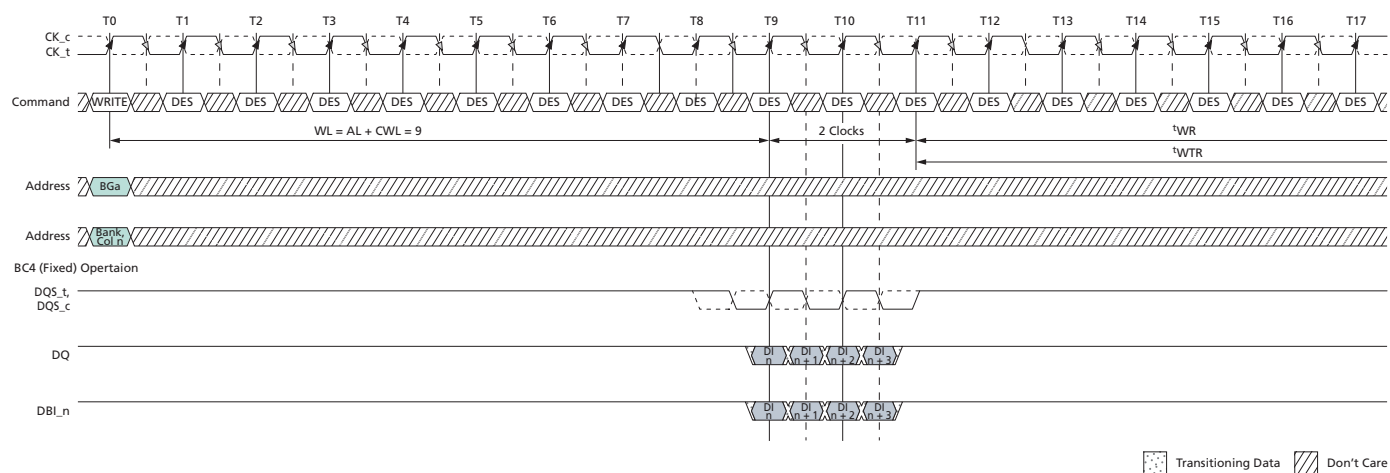 T0 T1 T2 T3 T4 T5 T6 T7 T8 T9 T10 T11 T12 T13 T14 T15 T16 T17
CK_c
CK_t
Command WRITE DES DES DES DES DES DES DES DES DES DES DES DES DES DES DES DES DES
WL = AL + CWL = 9 2 Clocks tWR
tWTR
Address BGa
Address Bank,
Col n
BC4 (Fixed) Opertaion
DQS_t,
DQS_c
DQ DI n DI n + 1 DI n + 2 DI n + 3
DBI_n DI n DI n + 1 DI n + 2 DI n + 3
Transitioning Data Don't Care